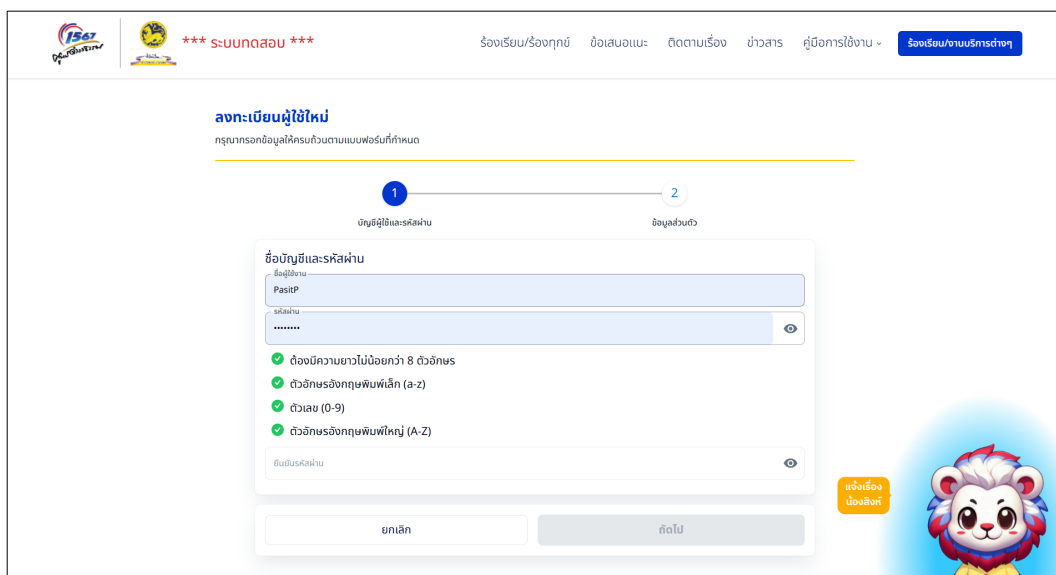 1567
*** ระบบทดสอบ ***
ร้องเรียน/ร้องทุกข์ ข้อเสนอแนะ ติดตามเรื่อง ข่าวสาร คู่มือการใช้งาน
ร้องเรียน/งานบริการต่างๆ
ลงทะเบียนผู้ใช้ใหม่
กรุณากรอกข้อมูลให้ครบถ้วนตามแบบฟอร์มที่กำหนด
1 2
บัญชีผู้ใช้และรหัสผ่าน ข้อมูลส่วนตัว
ชื่อบัญชีและรหัสผ่าน
ชื่อผู้ใช้งาน
PasitP
รหัสผ่าน
••••••••
ต้องมีความยาวไม่น้อยกว่า 8 ตัวอักษร
ตัวอักษรอังกฤษพิมพ์เล็ก (a-z)
ตัวเลข (0-9)
ตัวอักษรอังกฤษพิมพ์ใหญ่ (A-Z)
ยืนยันรหัสผ่าน
แจ้งเรื่อง
น้องสิงห์
ยกเลิก ถัดไป